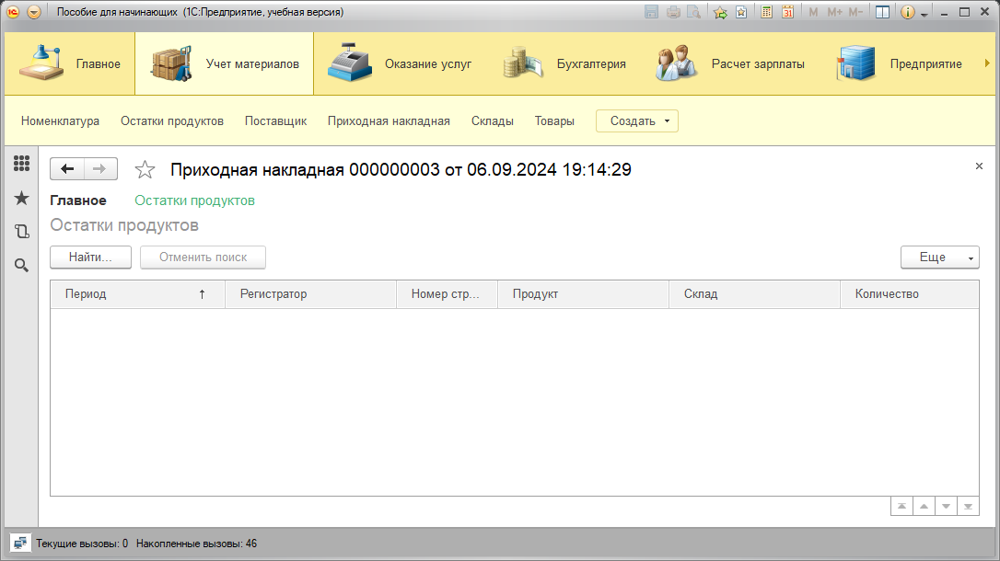 Пособие для начинающих (1С:Предприятие, учебная версия)
31 M M+ M-
Главное Учет материалов Оказание услуг Бухгалтерия Расчет зарплаты Предприятие
Номенклатура Остатки продуктов Поставщик Приходная накладная Склады Товары Создать
Приходная накладная 000000003 от 06.09.2024 19:14:29
Главное Остатки продуктов
Остатки продуктов
Найти... Отменить поиск Еще
Период Регистратор Номер стр... Продукт Склад Количество
Текущие вызовы: 0 Накопленные вызовы: 46